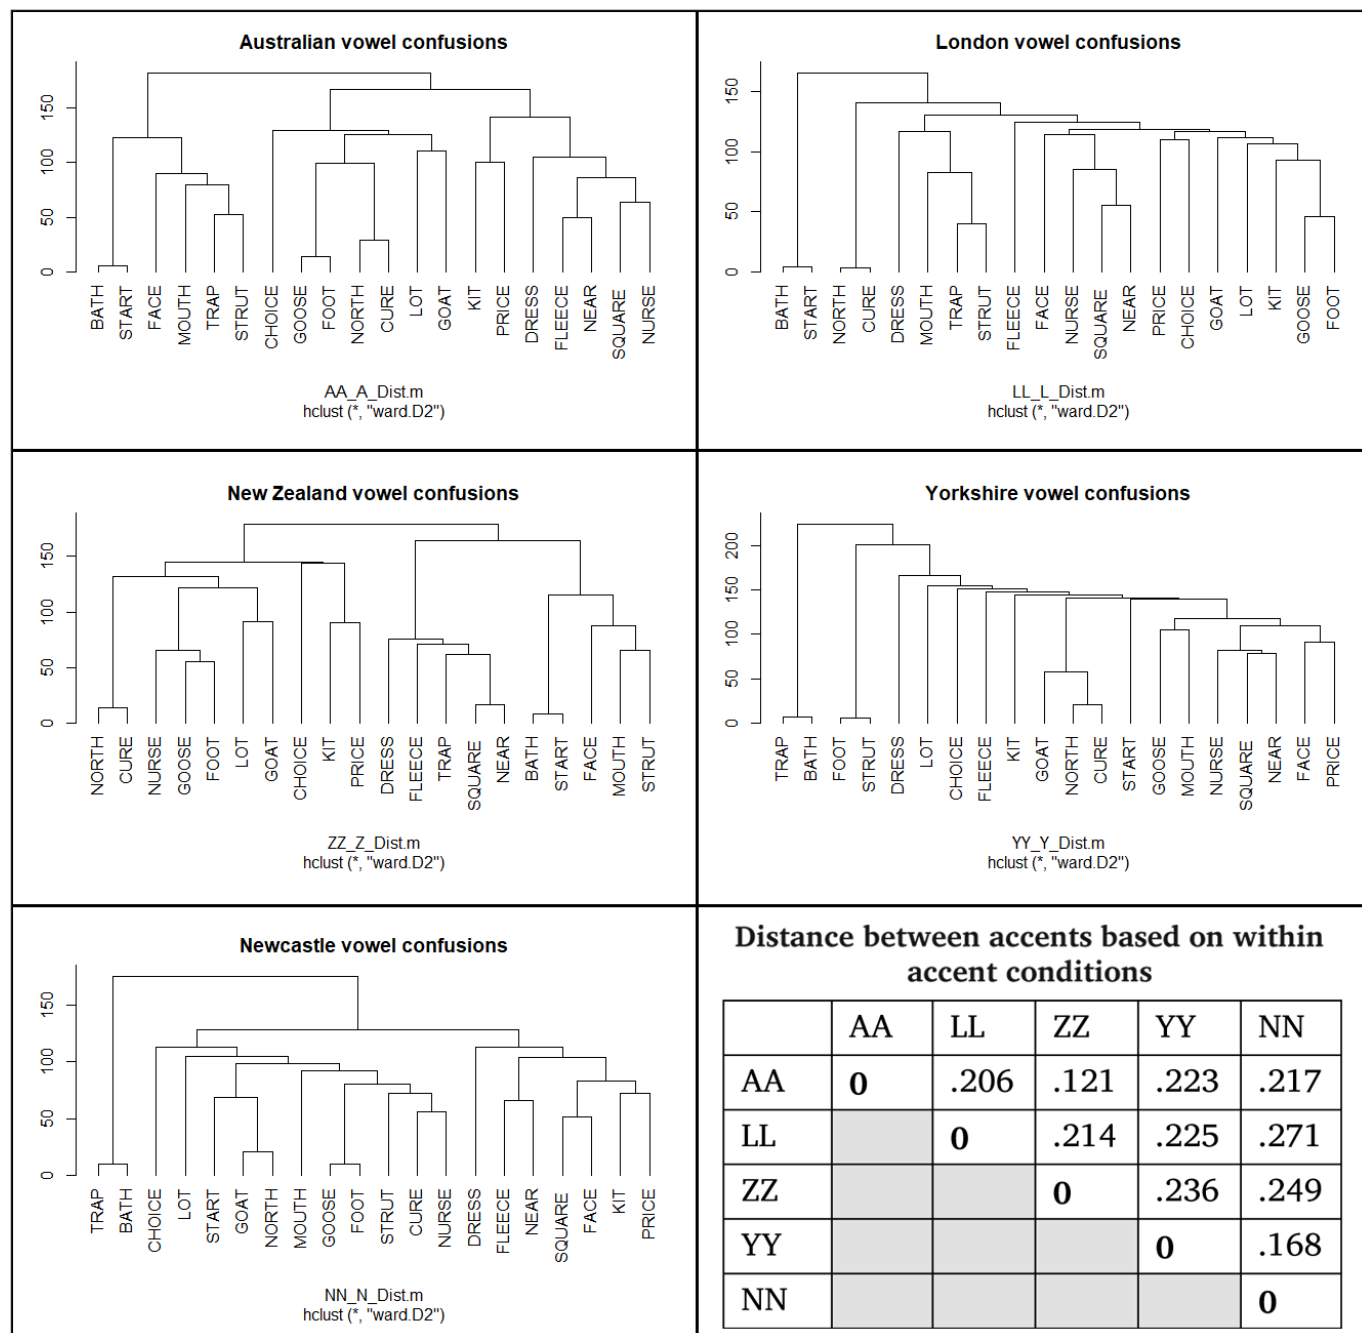 Australian vowel confusions
150
100
50
0
BATH
START
FACE
MOUTH
TRAP
STRUT
CHOICE
GOOSE
FOOT
NORTH
CURE
LOT
GOAT
KIT
PRICE
DRESS
FLEECE
NEAR
SQUARE
NURSE
AA_A_Dist.m
hclust (*, "ward.D2")
London vowel confusions
150
100
50
0
BATH
START
NORTH
CURE
DRESS
MOUTH
TRAP
STRUT
FLEECE
FACE
NURSE
SQUARE
NEAR
PRICE
CHOICE
GOAT
LOT
KIT
GOOSE
FOOT
LL_L_Dist.m
hclust (*, "ward.D2")
New Zealand vowel confusions
150
100
50
0
NORTH
CURE
NURSE
GOOSE
FOOT
LOT
GOAT
CHOICE
KIT
PRICE
DRESS
FLEECE
TRAP
SQUARE
NEAR
BATH
START
FACE
MOUTH
STRUT
ZZ_Z_Dist.m
hclust (*, "ward.D2")
Yorkshire vowel confusions
200
150
100
50
0
TRAP
BATH
FOOT
STRUT
DRESS
LOT
CHOICE
FLEECE
KIT
GOAT
NORTH
CURE
START
GOOSE
MOUTH
NURSE
SQUARE
NEAR
FACE
PRICE
YY_Y_Dist.m
hclust (*, "ward.D2")
Newcastle vowel confusions
150
100
50
0
TRAP
BATH
CHOICE
LOT
START
GOAT
NORTH
MOUTH
GOOSE
FOOT
STRUT
CURE
NURSE
DRESS
FLEECE
NEAR
SQUARE
FACE
KIT
PRICE
NN_N_Dist.m
hclust (*, "ward.D2")
Distance between accents based on within
accent conditions
AA LL ZZ YY NN
AA 0 .206 .121 .223 .217
LL 0 .214 .225 .271
ZZ 0 .236 .249
YY 0 .168
NN 0